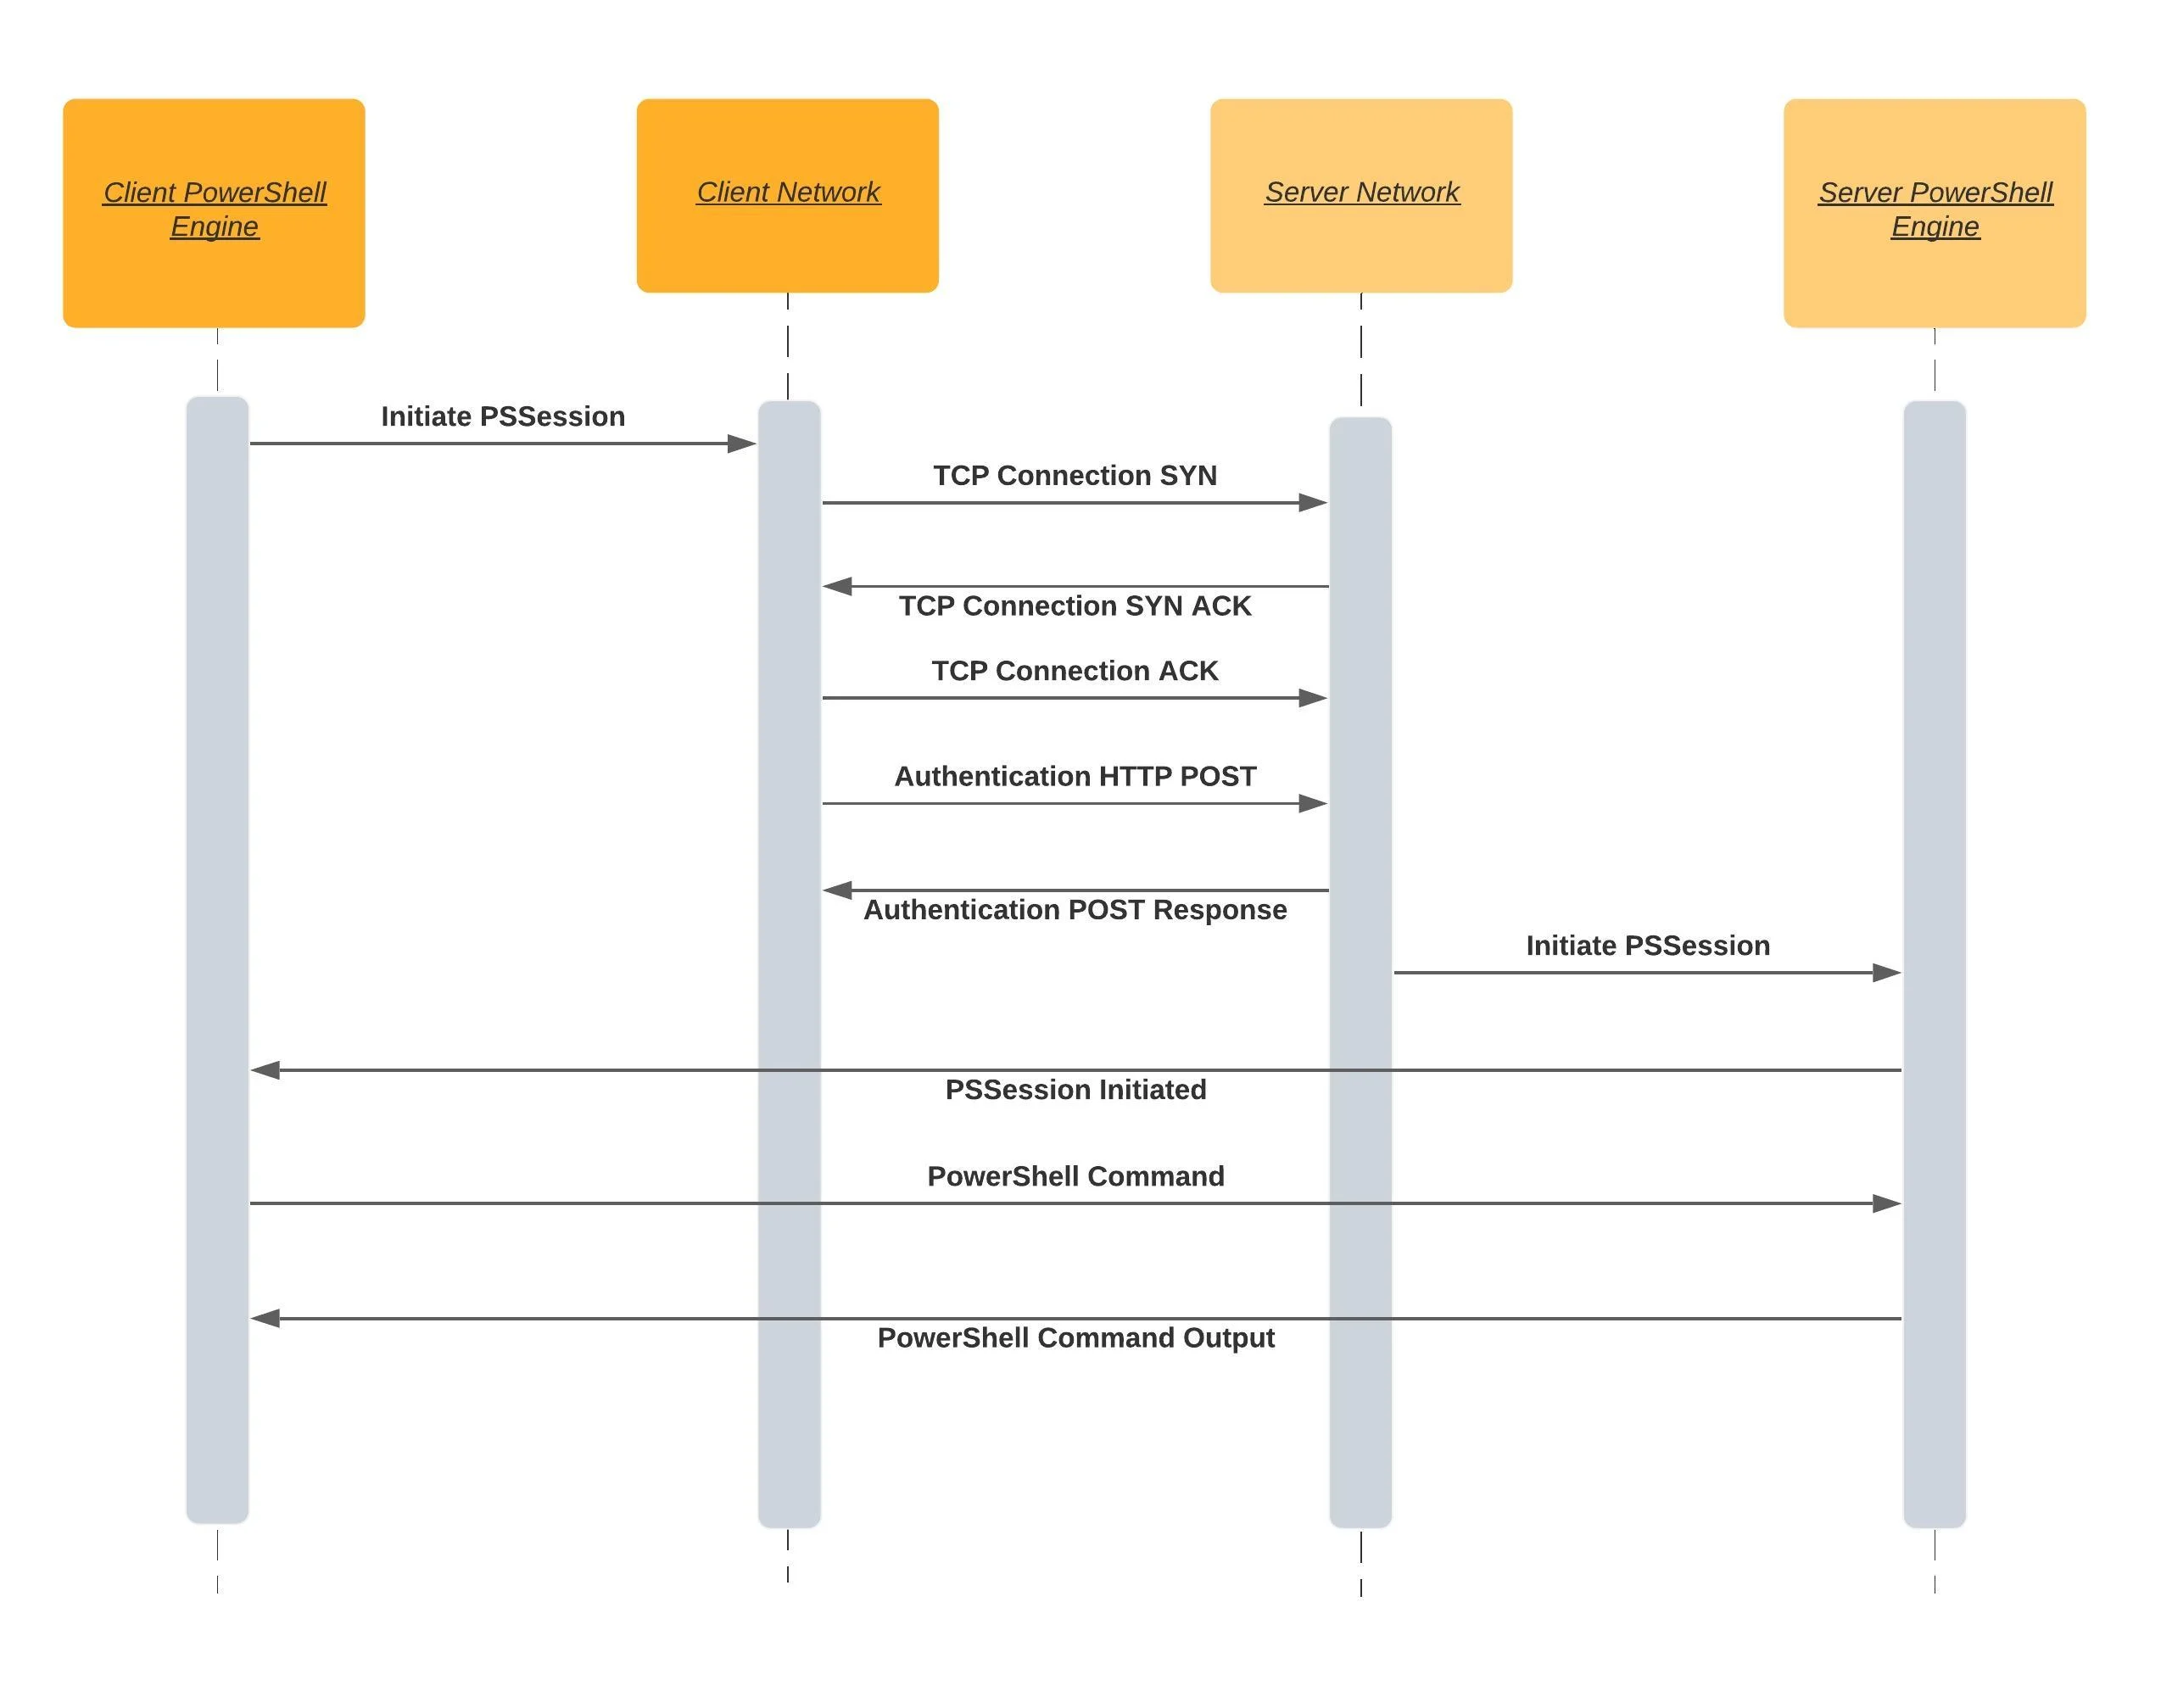 Client PowerShell
Engine
Client Network
Server Network
Server PowerShell
Engine
Initiate PSSession
TCP Connection SYN
TCP Connection SYN ACK
TCP Connection ACK
Authentication HTTP POST
Authentication POST Response
Initiate PSSession
PSSession Initiated
PowerShell Command
PowerShell Command Output